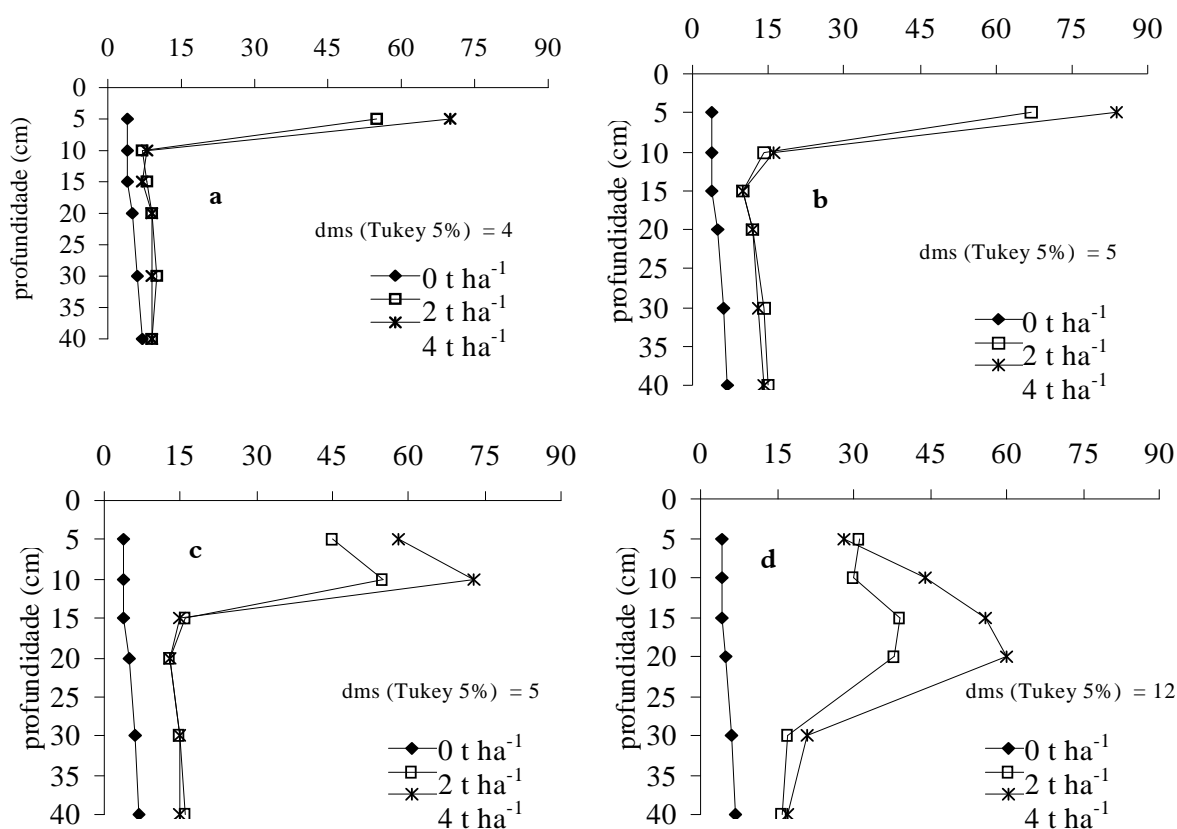 0 15 30 45 60 75 90
0
5
10
15
20
25
30
35
40
profundidade (cm)
a
dms (Tukey 5%) = 4
0 t ha⁻¹
2 t ha⁻¹
4 t ha⁻¹
0 15 30 45 60 75 90
0
5
10
15
20
25
30
35
40
profundidade (cm)
b
dms (Tukey 5%) = 5
0 t ha⁻¹
2 t ha⁻¹
4 t ha⁻¹
0 15 30 45 60 75 90
0
5
10
15
20
25
30
35
40
profundidade (cm)
c
dms (Tukey 5%) = 5
0 t ha⁻¹
2 t ha⁻¹
4 t ha⁻¹
0 15 30 45 60 75 90
0
5
10
15
20
25
30
35
40
profundidade (cm)
d
dms (Tukey 5%) = 12
0 t ha⁻¹
2 t ha⁻¹
4 t ha⁻¹